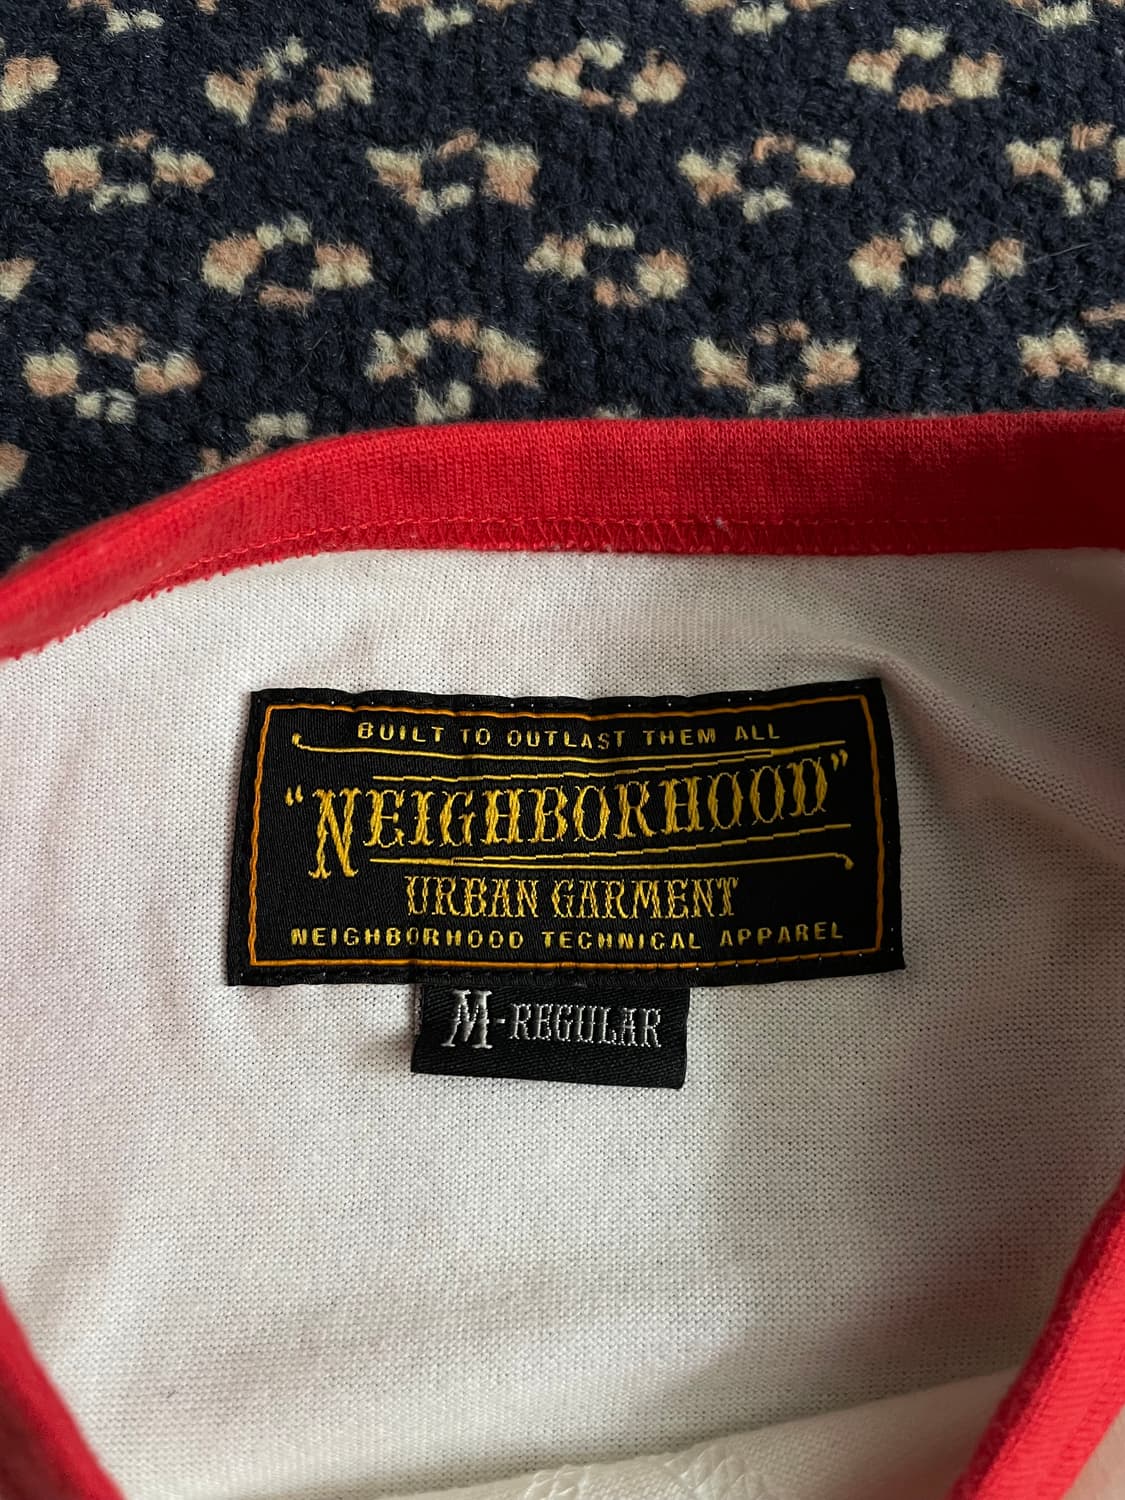 BUILT TO OUTLAST THEM ALL
"NEIGHBORHOOD"
URBAN GARMENT
NEIGHBORHOOD TECHNICAL APPAREL
M-REGULAR